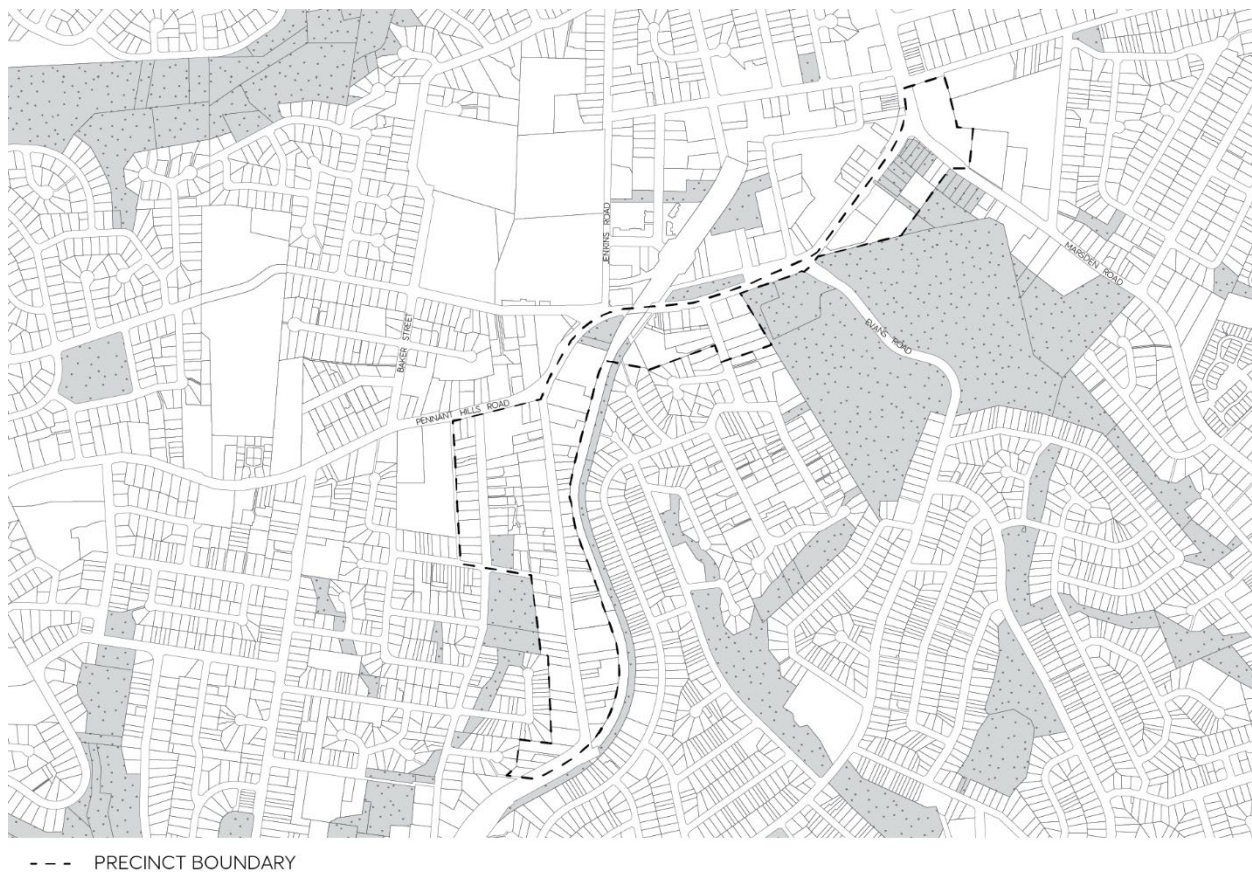 JENKINS ROAD
MARSDEN ROAD
BAKER STREET
EVANS ROAD
PENNANT HILLS ROAD
PRECINCT BOUNDARY